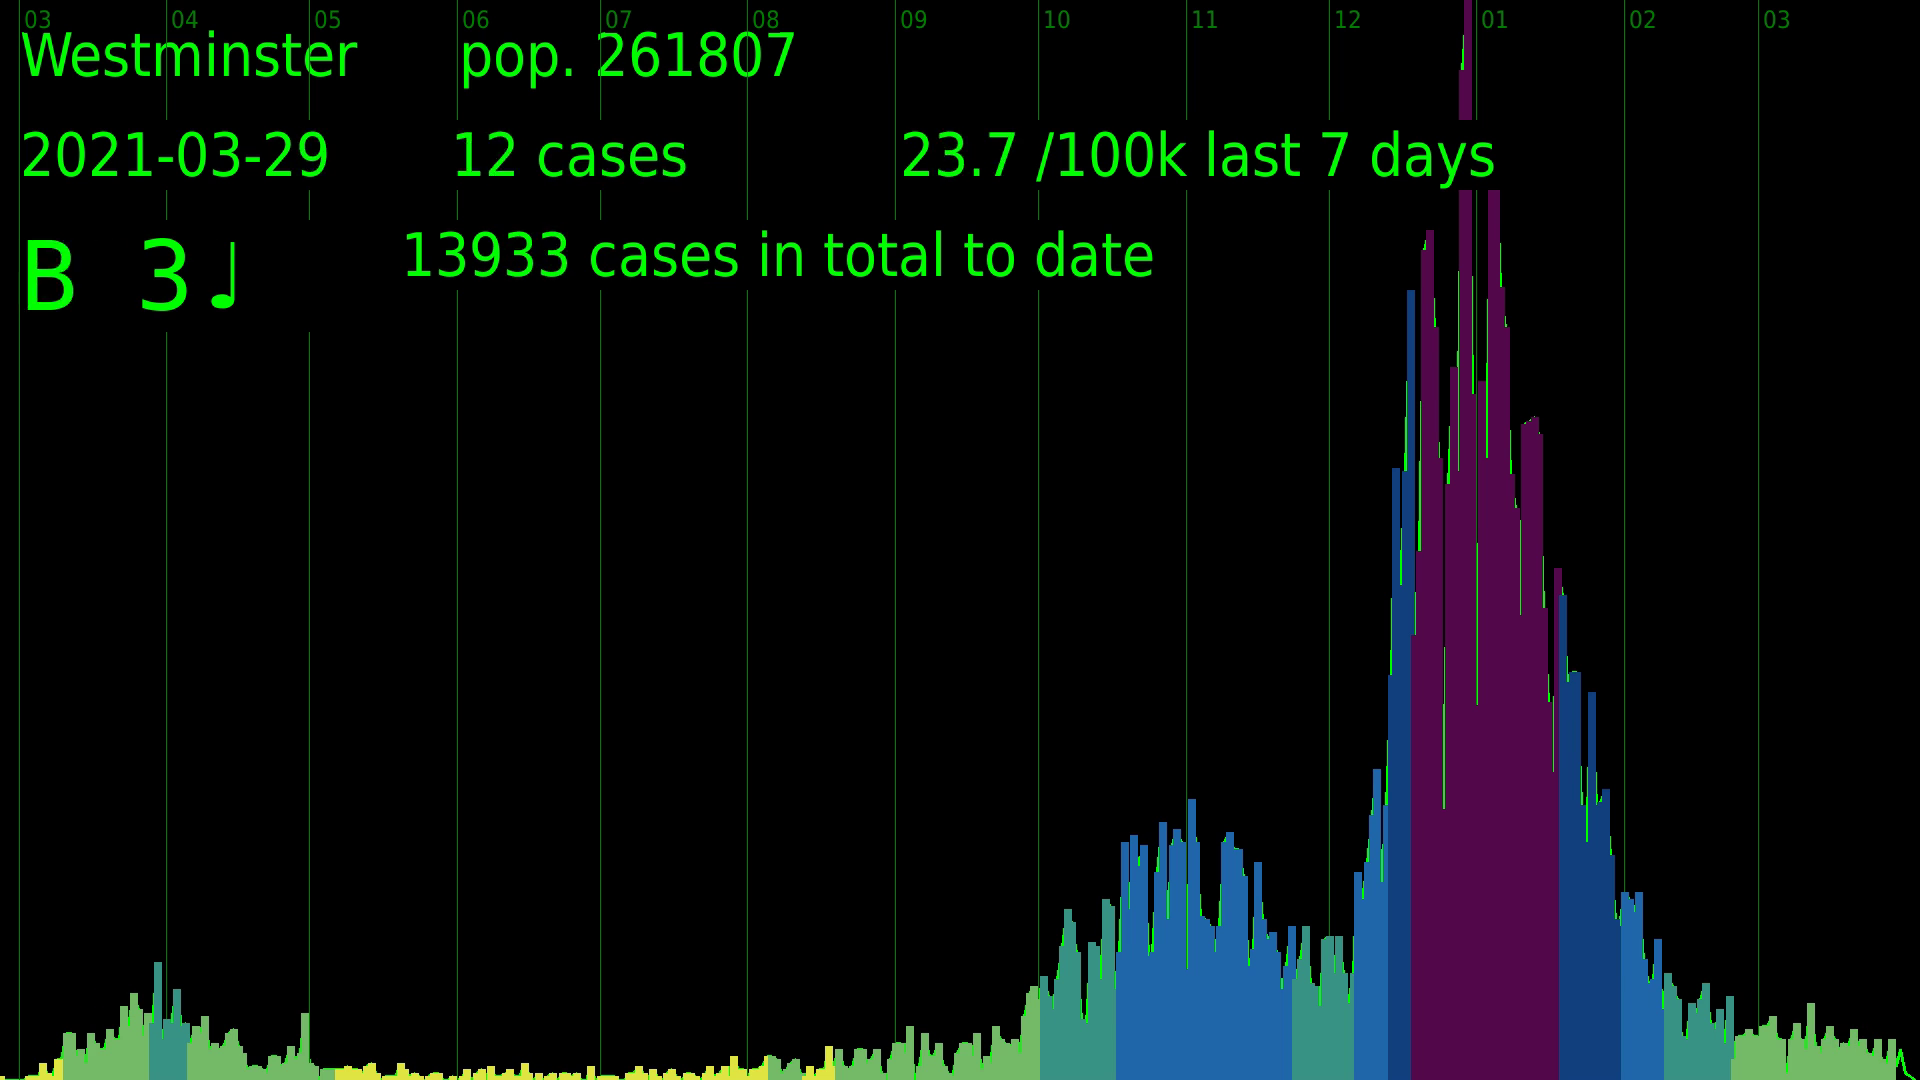 03 04 05 06 07 08 09 10 11 12 01 02 03
Westminster pop. 261807
2021-03-29 12 cases 23.7 /100k last 7 days
B 3♩ 13933 cases in total to date